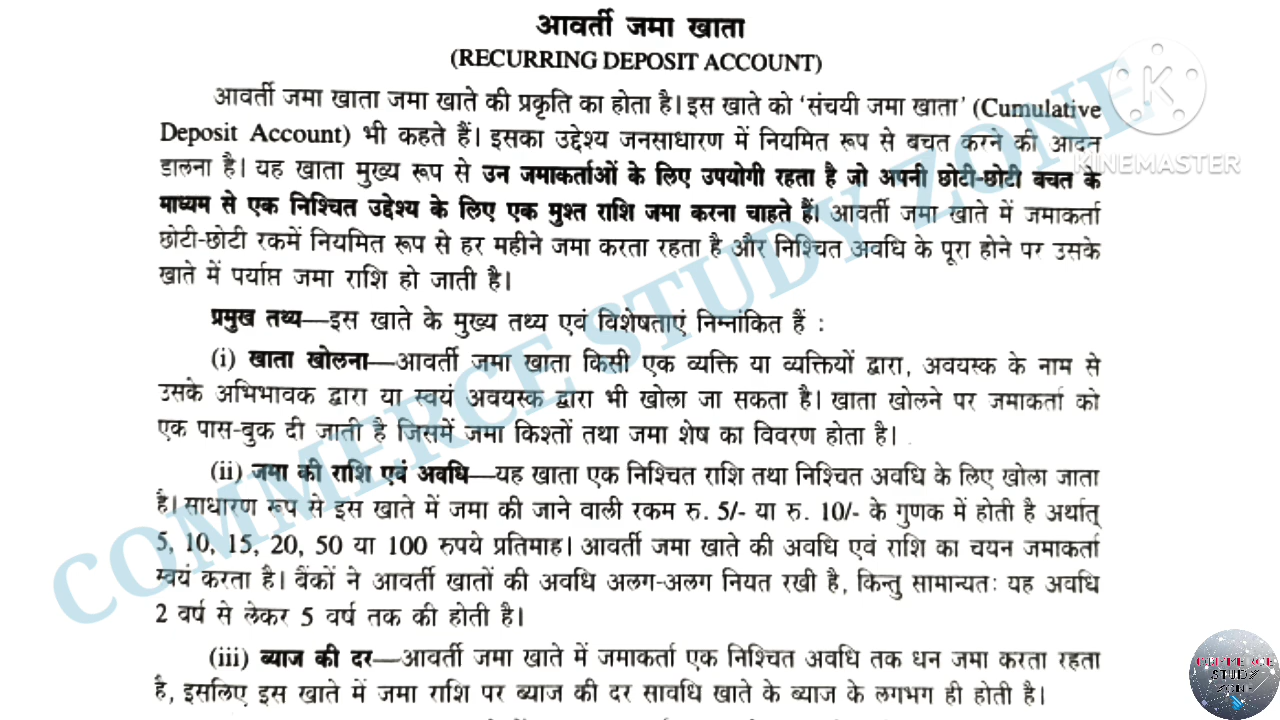 आवर्ती जमा खाता
(RECURRING DEPOSIT ACCOUNT)
आवर्ती जमा खाता जमा खाते की प्रकृति का होता है। इस खाते को ‘संचयी जमा खाता’ (Cumulative
Deposit Account) भी कहते हैं। इसका उद्देश्य जनसाधारण में नियमित रूप से बचत करने की आदन
डालना है। यह खाता मुख्य रूप से उन जमाकर्ताओं के लिए उपयोगी रहता है जो अपनी छोटी-छोटी बचत के
माध्यम से एक निश्चित उद्देश्य के लिए एक मुश्त राशि जमा करना चाहते हैं। आवर्ती जमा खाते में जमाकर्ता
छोटी-छोटी रकमें नियमित रूप से हर महीने जमा करता रहता है और निश्चित अवधि के पूरा होने पर उसके
खाते में पर्याप्त जमा राशि हो जाती है।
प्रमुख तथ्य—इस खाते के मुख्य तथ्य एवं विशेषताएं निम्नांकित हैं :
(i) खाता खोलना—आवर्ती जमा खाता किसी एक व्यक्ति या व्यक्तियों द्वारा, अवयस्क के नाम से
उसके अभिभावक द्वारा या स्वयं अवयस्क द्वारा भी खोला जा सकता है। खाता खोलने पर जमाकर्ता को
एक पास-बुक दी जाती है जिसमें जमा किश्तों तथा जमा शेष का विवरण होता है।
(ii) जमा की राशि एवं अवधि—यह खाता एक निश्चित राशि तथा निश्चित अवधि के लिए खोला जाता
है। साधारण रूप से इस खाते में जमा की जाने वाली रकम रु. 5/- या रु. 10/- के गुणक में होती है अर्थात्
5, 10, 15, 20, 50 या 100 रुपये प्रतिमाह। आवर्ती जमा खाते की अवधि एवं राशि का चयन जमाकर्ता
स्वयं करता है। बैंकों ने आवर्ती खातों की अवधि अलग-अलग नियत रखी है, किन्तु सामान्यतः यह अवधि
2 वर्ष से लेकर 5 वर्ष तक की होती है।
(iii) ब्याज की दर—आवर्ती जमा खाते में जमाकर्ता एक निश्चित अवधि तक धन जमा करता रहता
है, इसलिए इस खाते में जमा राशि पर ब्याज की दर सावधि खाते के ब्याज के लगभग ही होती है।
COMMERCE STUDY ZONE
KINEMASTER
COMMERCE
STUDY
ZONE